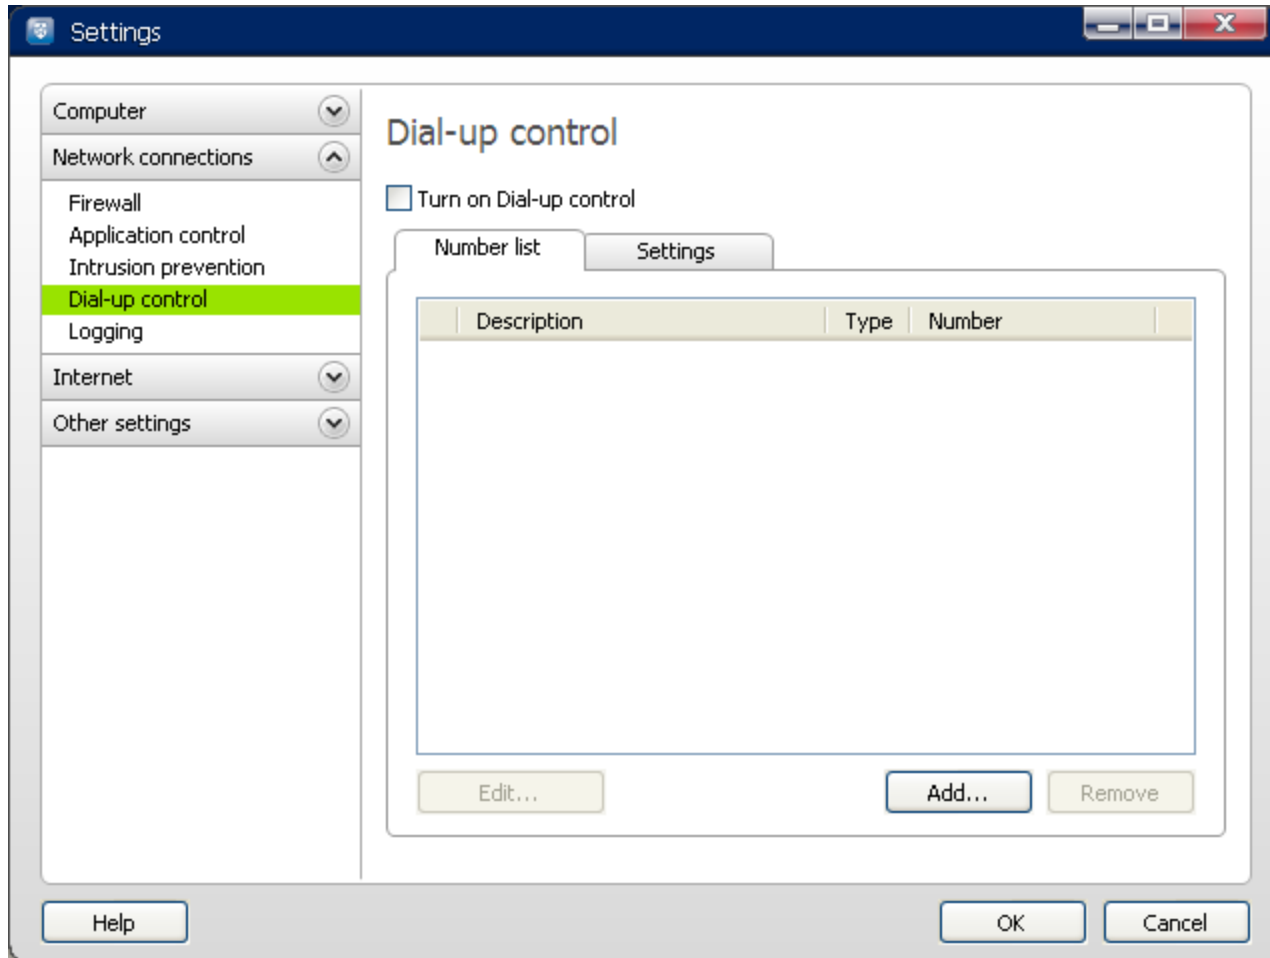 Settings
Computer
Network connections
Firewall
Application control
Intrusion prevention
Dial-up control
Logging
Internet
Other settings
Dial-up control
Turn on Dial-up control
Number list Settings
Description Type Number
Edit... Add... Remove
Help OK Cancel